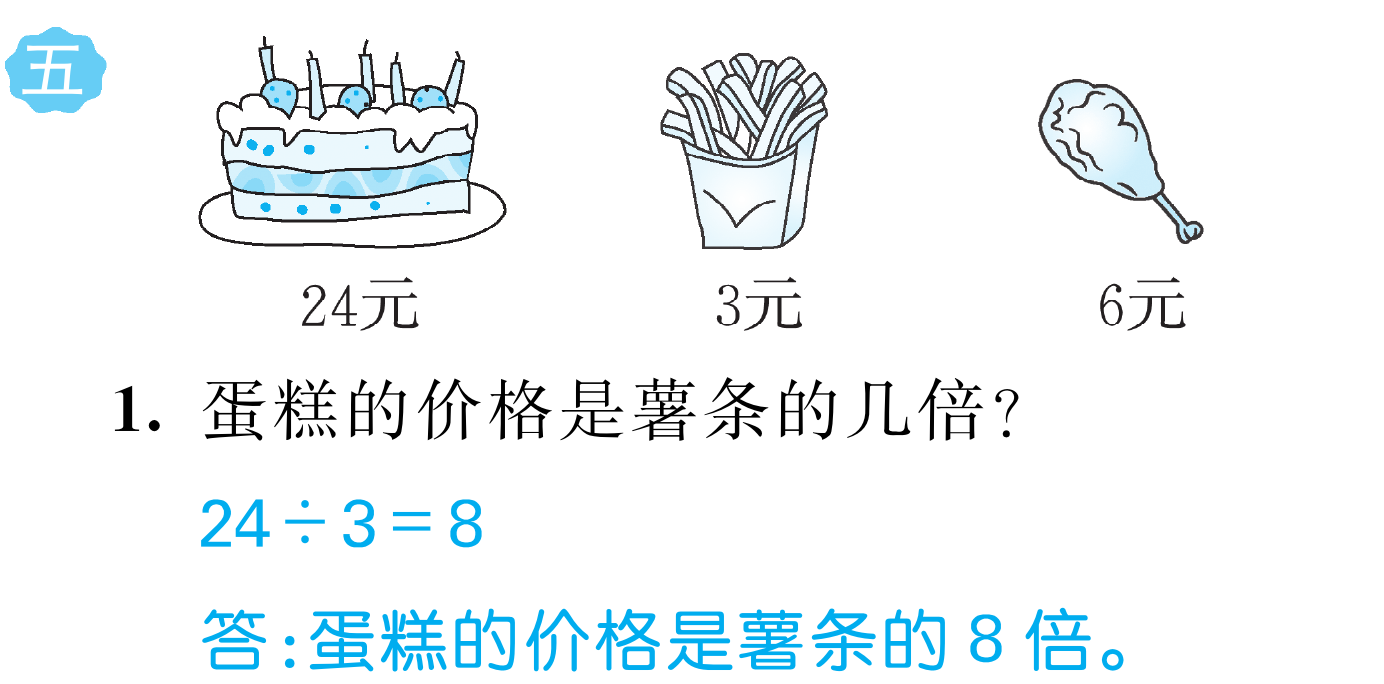 五
24元 3元 6元
1. 蛋糕的价格是薯条的几倍?
24÷3=8
答:蛋糕的价格是薯条的8倍。